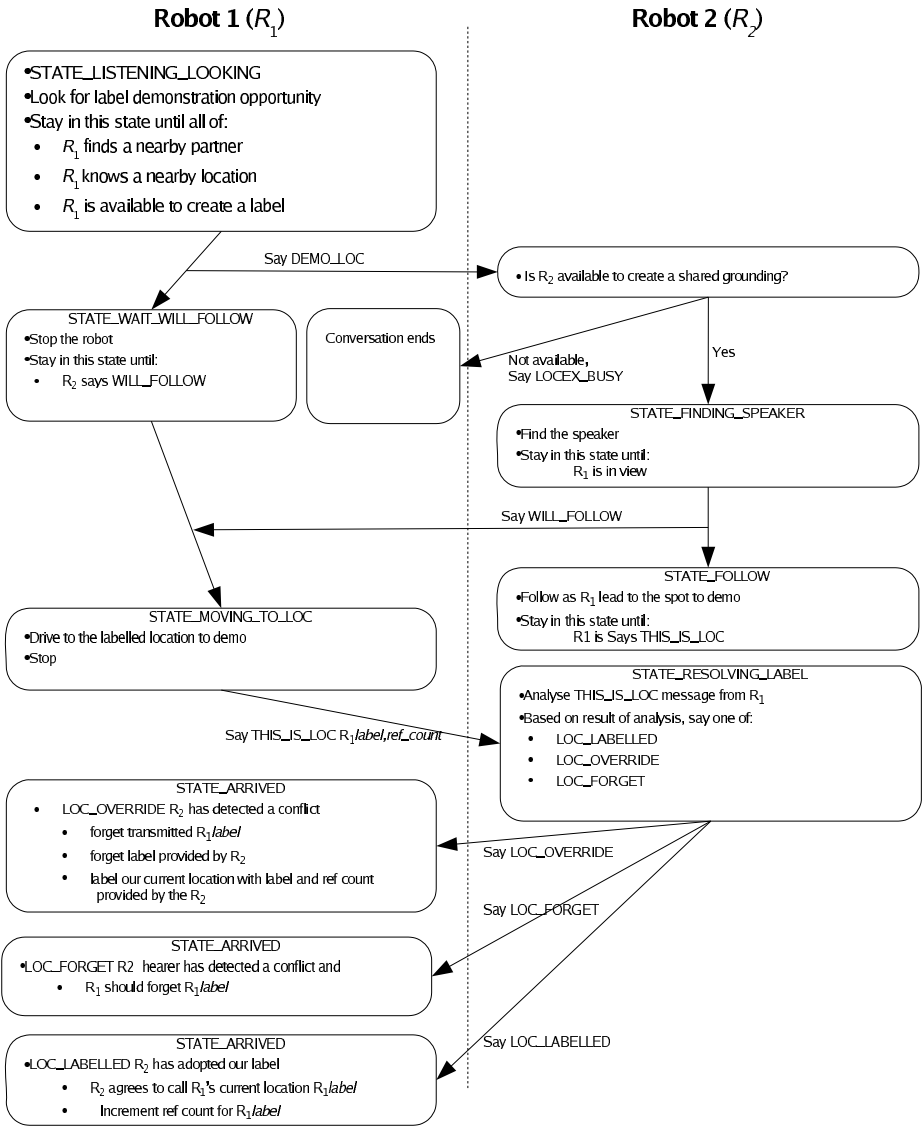 Robot 1 (R1)
Robot 2 (R2)
•STATE_LISTENING_LOOKING
•Look for label demonstration opportunity
•Stay in this state until all of:
• R1 finds a nearby partner
• R1 knows a nearby location
• R1 is available to create a label
Say DEMO_LOC
• Is R2 available to create a shared grounding?
STATE_WAIT_WILL_FOLLOW
•Stop the robot
•Stay in this state until:
• R2 says WILL_FOLLOW
Conversation ends
Not available,
Say LOCEX_BUSY
Yes
STATE_FINDING_SPEAKER
•Find the speaker
•Stay in this state until:
R1 is in view
Say WILL_FOLLOW
STATE_FOLLOW
•Follow as R1 lead to the spot to demo
•Stay in this state until:
R1 is Says THIS_IS_LOC
STATE_MOVING_TO_LOC
•Drive to the labelled location to demo
•Stop
STATE_RESOLVING_LABEL
•Analyse THIS_IS_LOC message from R1
•Based on result of analysis, say one of:
• LOC_LABELLED
• LOC_OVERRIDE
• LOC_FORGET
Say THIS_IS_LOC R1label,ref_count
STATE_ARRIVED
• LOC_OVERRIDE R2 has detected a conflict
• forget transmitted R1label
• forget label provided by R2
• label our current location with label and ref count
provided by the R2
Say LOC_OVERRIDE
Say LOC_FORGET
STATE_ARRIVED
•LOC_FORGET R2 hearer has detected a conflict and
• R1 should forget R1label
STATE_ARRIVED
•LOC_LABELLED R2 has adopted our label
• R2 agrees to call R1's current location R1label
• Increment ref count for R1label
Say LOC_LABELLED